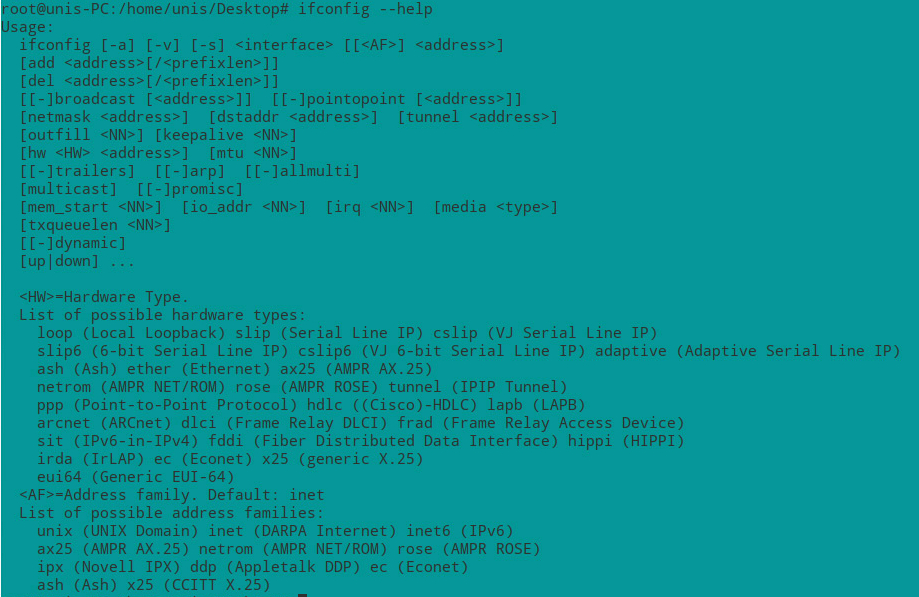 root@unis-PC:/home/unis/Desktop# ifconfig --help
Usage:
  ifconfig [-a] [-v] [-s] <interface> [[<AF>] <address>]
  [add <address>[/<prefixlen>]]
  [del <address>[/<prefixlen>]]
  [[-]broadcast [<address>]]  [[-]pointopoint [<address>]]
  [netmask <address>]  [dstaddr <address>]  [tunnel <address>]
  [outfill <NN>] [keepalive <NN>]
  [hw <HW> <address>]  [mtu <NN>]
  [[-]trailers]  [[-]arp]  [[-]allmulti]
  [multicast]  [[-]promisc]
  [mem_start <NN>]  [io_addr <NN>]  [irq <NN>]  [media <type>]
  [txqueuelen <NN>]
  [[-]dynamic]
  [up|down] ...

  <HW>=Hardware Type.
  List of possible hardware types:
    loop (Local Loopback) slip (Serial Line IP) cslip (VJ Serial Line IP)
    slip6 (6-bit Serial Line IP) cslip6 (VJ 6-bit Serial Line IP) adaptive (Adaptive Serial Line IP)
    ash (Ash) ether (Ethernet) ax25 (AMPR AX.25)
    netrom (AMPR NET/ROM) rose (AMPR ROSE) tunnel (IPIP Tunnel)
    ppp (Point-to-Point Protocol) hdlc ((Cisco)-HDLC) lapb (LAPB)
    arcnet (ARCnet) dlci (Frame Relay DLCI) frad (Frame Relay Access Device)
    sit (IPv6-in-IPv4) fddi (Fiber Distributed Data Interface) hippi (HIPPI)
    irda (IrLAP) ec (Econet) x25 (generic X.25)
    eui64 (Generic EUI-64)
  <AF>=Address family. Default: inet
  List of possible address families:
    unix (UNIX Domain) inet (DARPA Internet) inet6 (IPv6)
    ax25 (AMPR AX.25) netrom (AMPR NET/ROM) rose (AMPR ROSE)
    ipx (Novell IPX) ddp (Appletalk DDP) ec (Econet)
    ash (Ash) x25 (CCITT X.25)